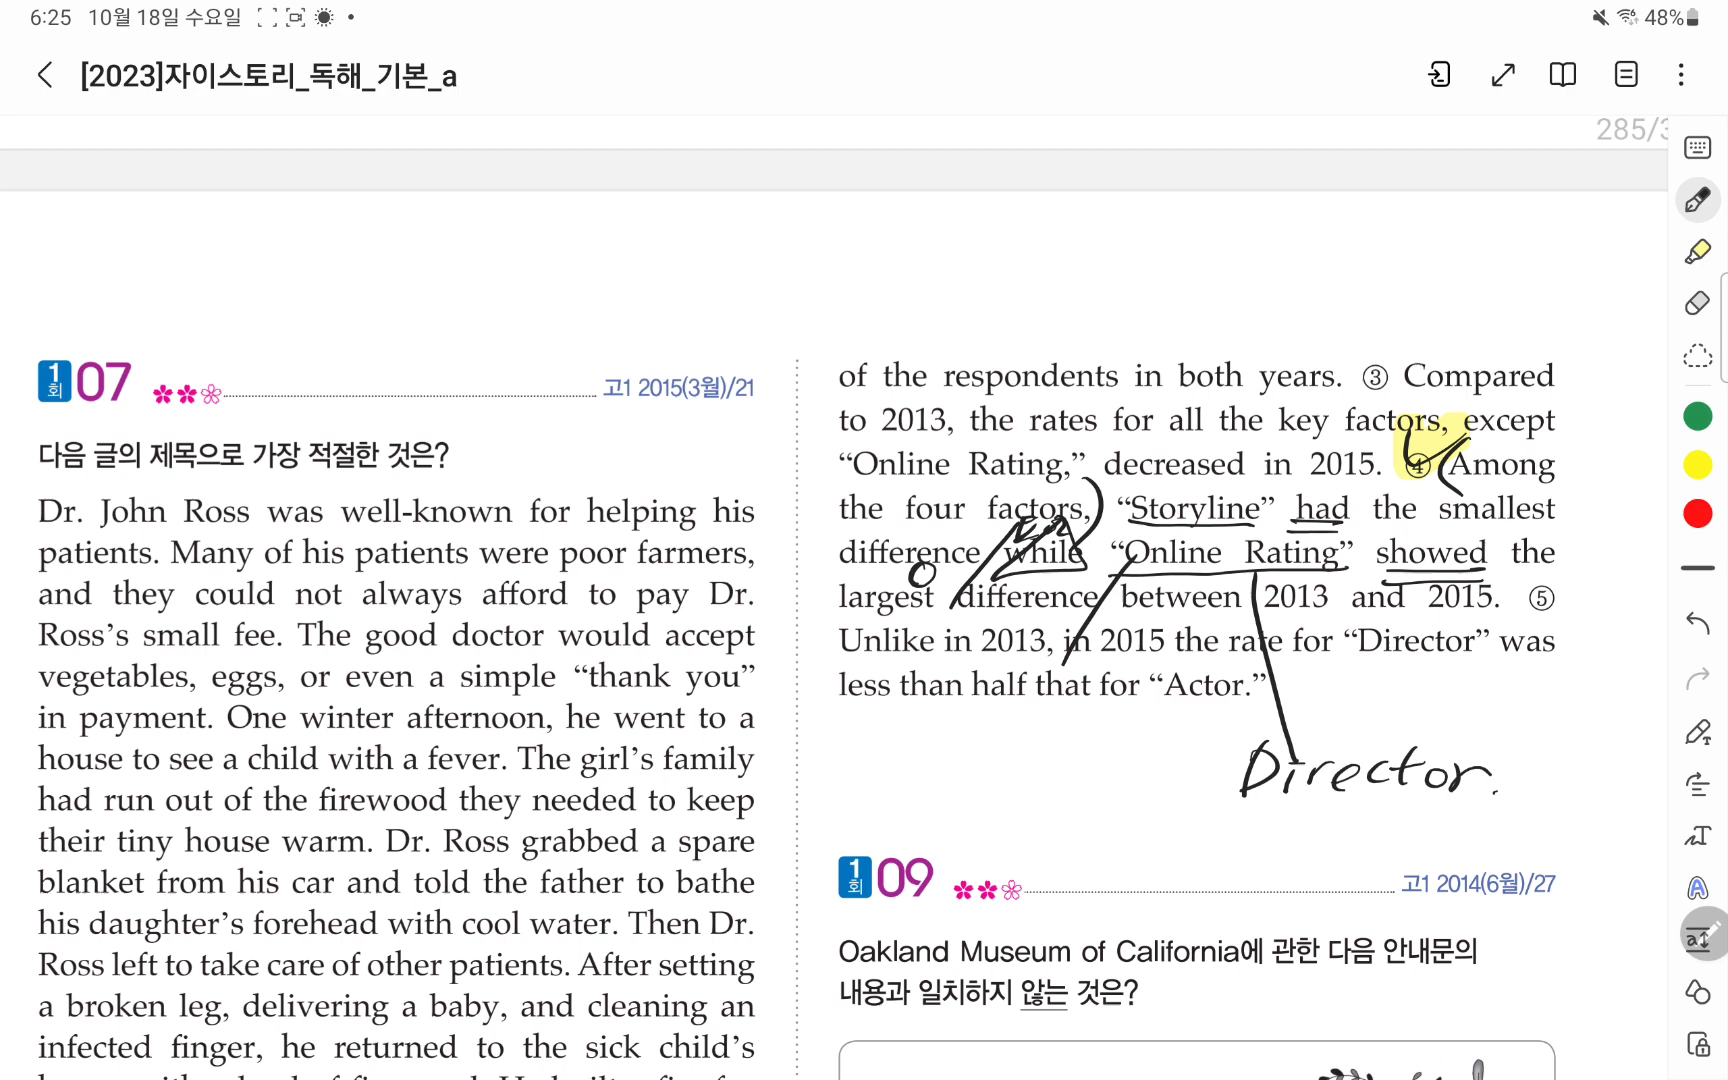 6:25 10월 18일 수요일
48%
[2023]자이스토리_독해_기본_a
285/3
1회 07
고1 2015(3월)/21
다음 글의 제목으로 가장 적절한 것은?
Dr. John Ross was well-known for helping his
patients. Many of his patients were poor farmers,
and they could not always afford to pay Dr.
Ross’s small fee. The good doctor would accept
vegetables, eggs, or even a simple “thank you”
in payment. One winter afternoon, he went to a
house to see a child with a fever. The girl’s family
had run out of the firewood they needed to keep
their tiny house warm. Dr. Ross grabbed a spare
blanket from his car and told the father to bathe
his daughter’s forehead with cool water. Then Dr.
Ross left to take care of other patients. After setting
a broken leg, delivering a baby, and cleaning an
infected finger, he returned to the sick child’s
of the respondents in both years. ③ Compared
to 2013, the rates for all the key factors, except
“Online Rating,” decreased in 2015. ④ Among
the four factors, “Storyline” had the smallest
difference while “Online Rating” showed the
largest difference between 2013 and 2015. ⑤
Unlike in 2013, in 2015 the rate for “Director” was
less than half that for “Actor.”
Director.
1회 09
고1 2014(6월)/27
Oakland Museum of California에 관한 다음 안내문의
내용과 일치하지 않는 것은?